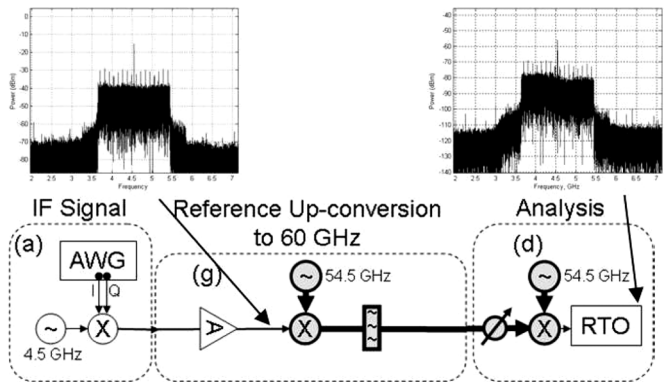 0
-10
-20
-30
-40
-50
-60
-70
-80
Power (dBm)
2 2.5 3 3.5 4 4.5 5 5.5 6 6.5 7
Frequency
-40
-50
-60
-70
-80
-90
-100
-110
-120
-130
-140
Power (dBm)
2 2.5 3 3.5 4 4.5 5 5.5 6 6.5 7
Frequency, GHz
IF Signal
Reference Up-conversion
to 60 GHz
Analysis
(a)
AWG
I Q
~
X
4.5 GHz
(g)
A
~
54.5 GHz
X
~
~
~
(d)
~
54.5 GHz
X
RTO